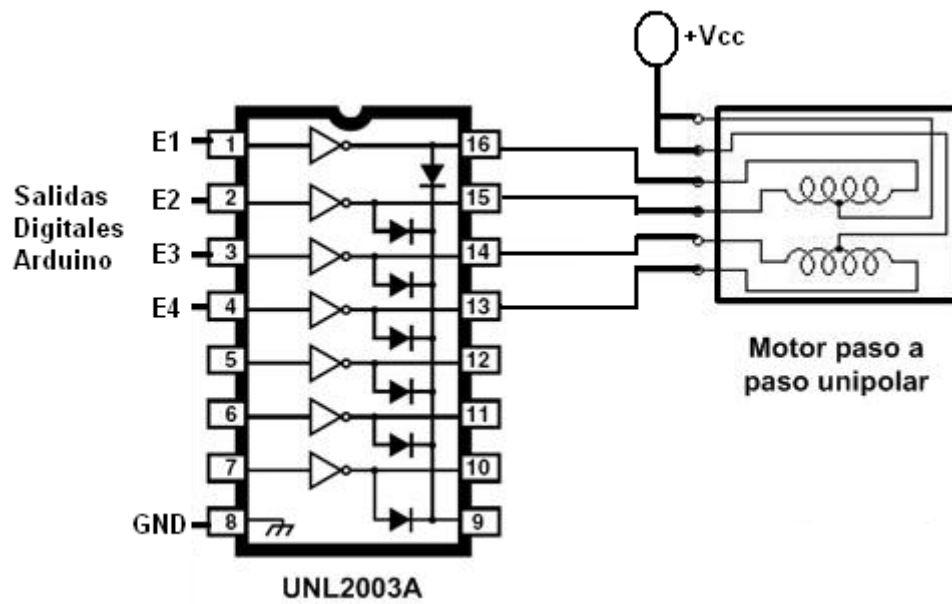 +Vcc
E1
1
16
Salidas
Digitales
Arduino
E2
2
15
E3
3
14
E4
4
13
5
12
6
11
7
10
GND
8
9
Motor paso a
paso unipolar
UNL2003A